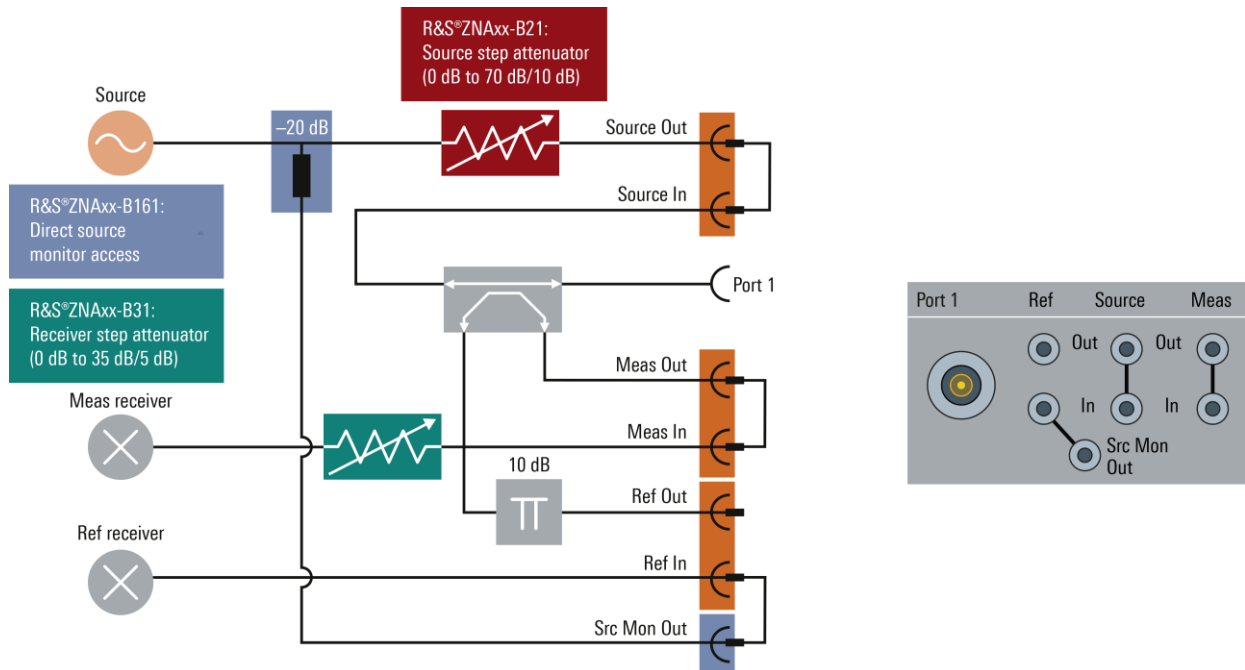 R&S®ZNAxx-B21:
Source step attenuator
(0 dB to 70 dB/10 dB)
Source
–20 dB
Source Out
Source In
R&S®ZNAxx-B161:
Direct source
monitor access
Port 1
R&S®ZNAxx-B31:
Receiver step attenuator
(0 dB to 35 dB/5 dB)
Meas Out
Meas receiver
Meas In
10 dB
Ref Out
Ref receiver
Ref In
Src Mon Out
Port 1 Ref Source Meas
Out Out
In In
Src Mon
Out